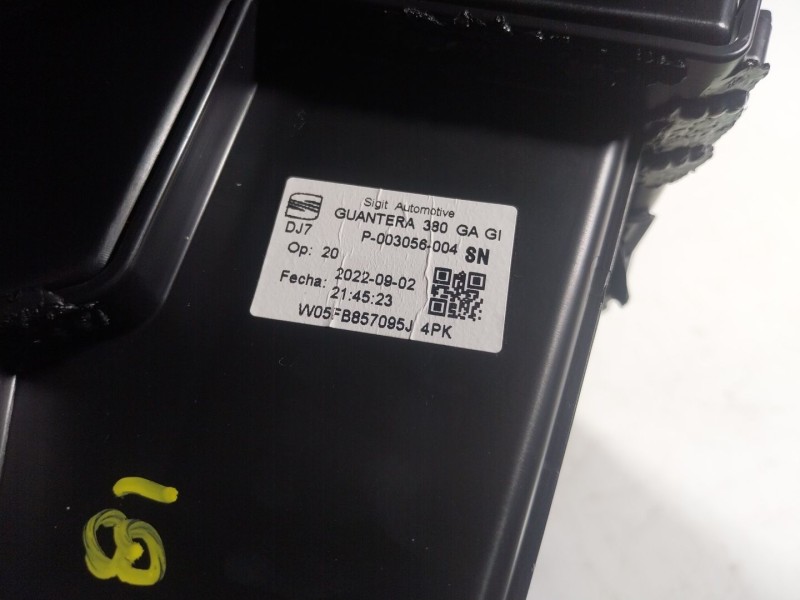 Sigit Automotive
GUANTERA 380 GA GI
DJ7
P-003056-004 SN
Op: 20
Fecha: 2022-09-02
21:45:23
W05FB857095J 4PK